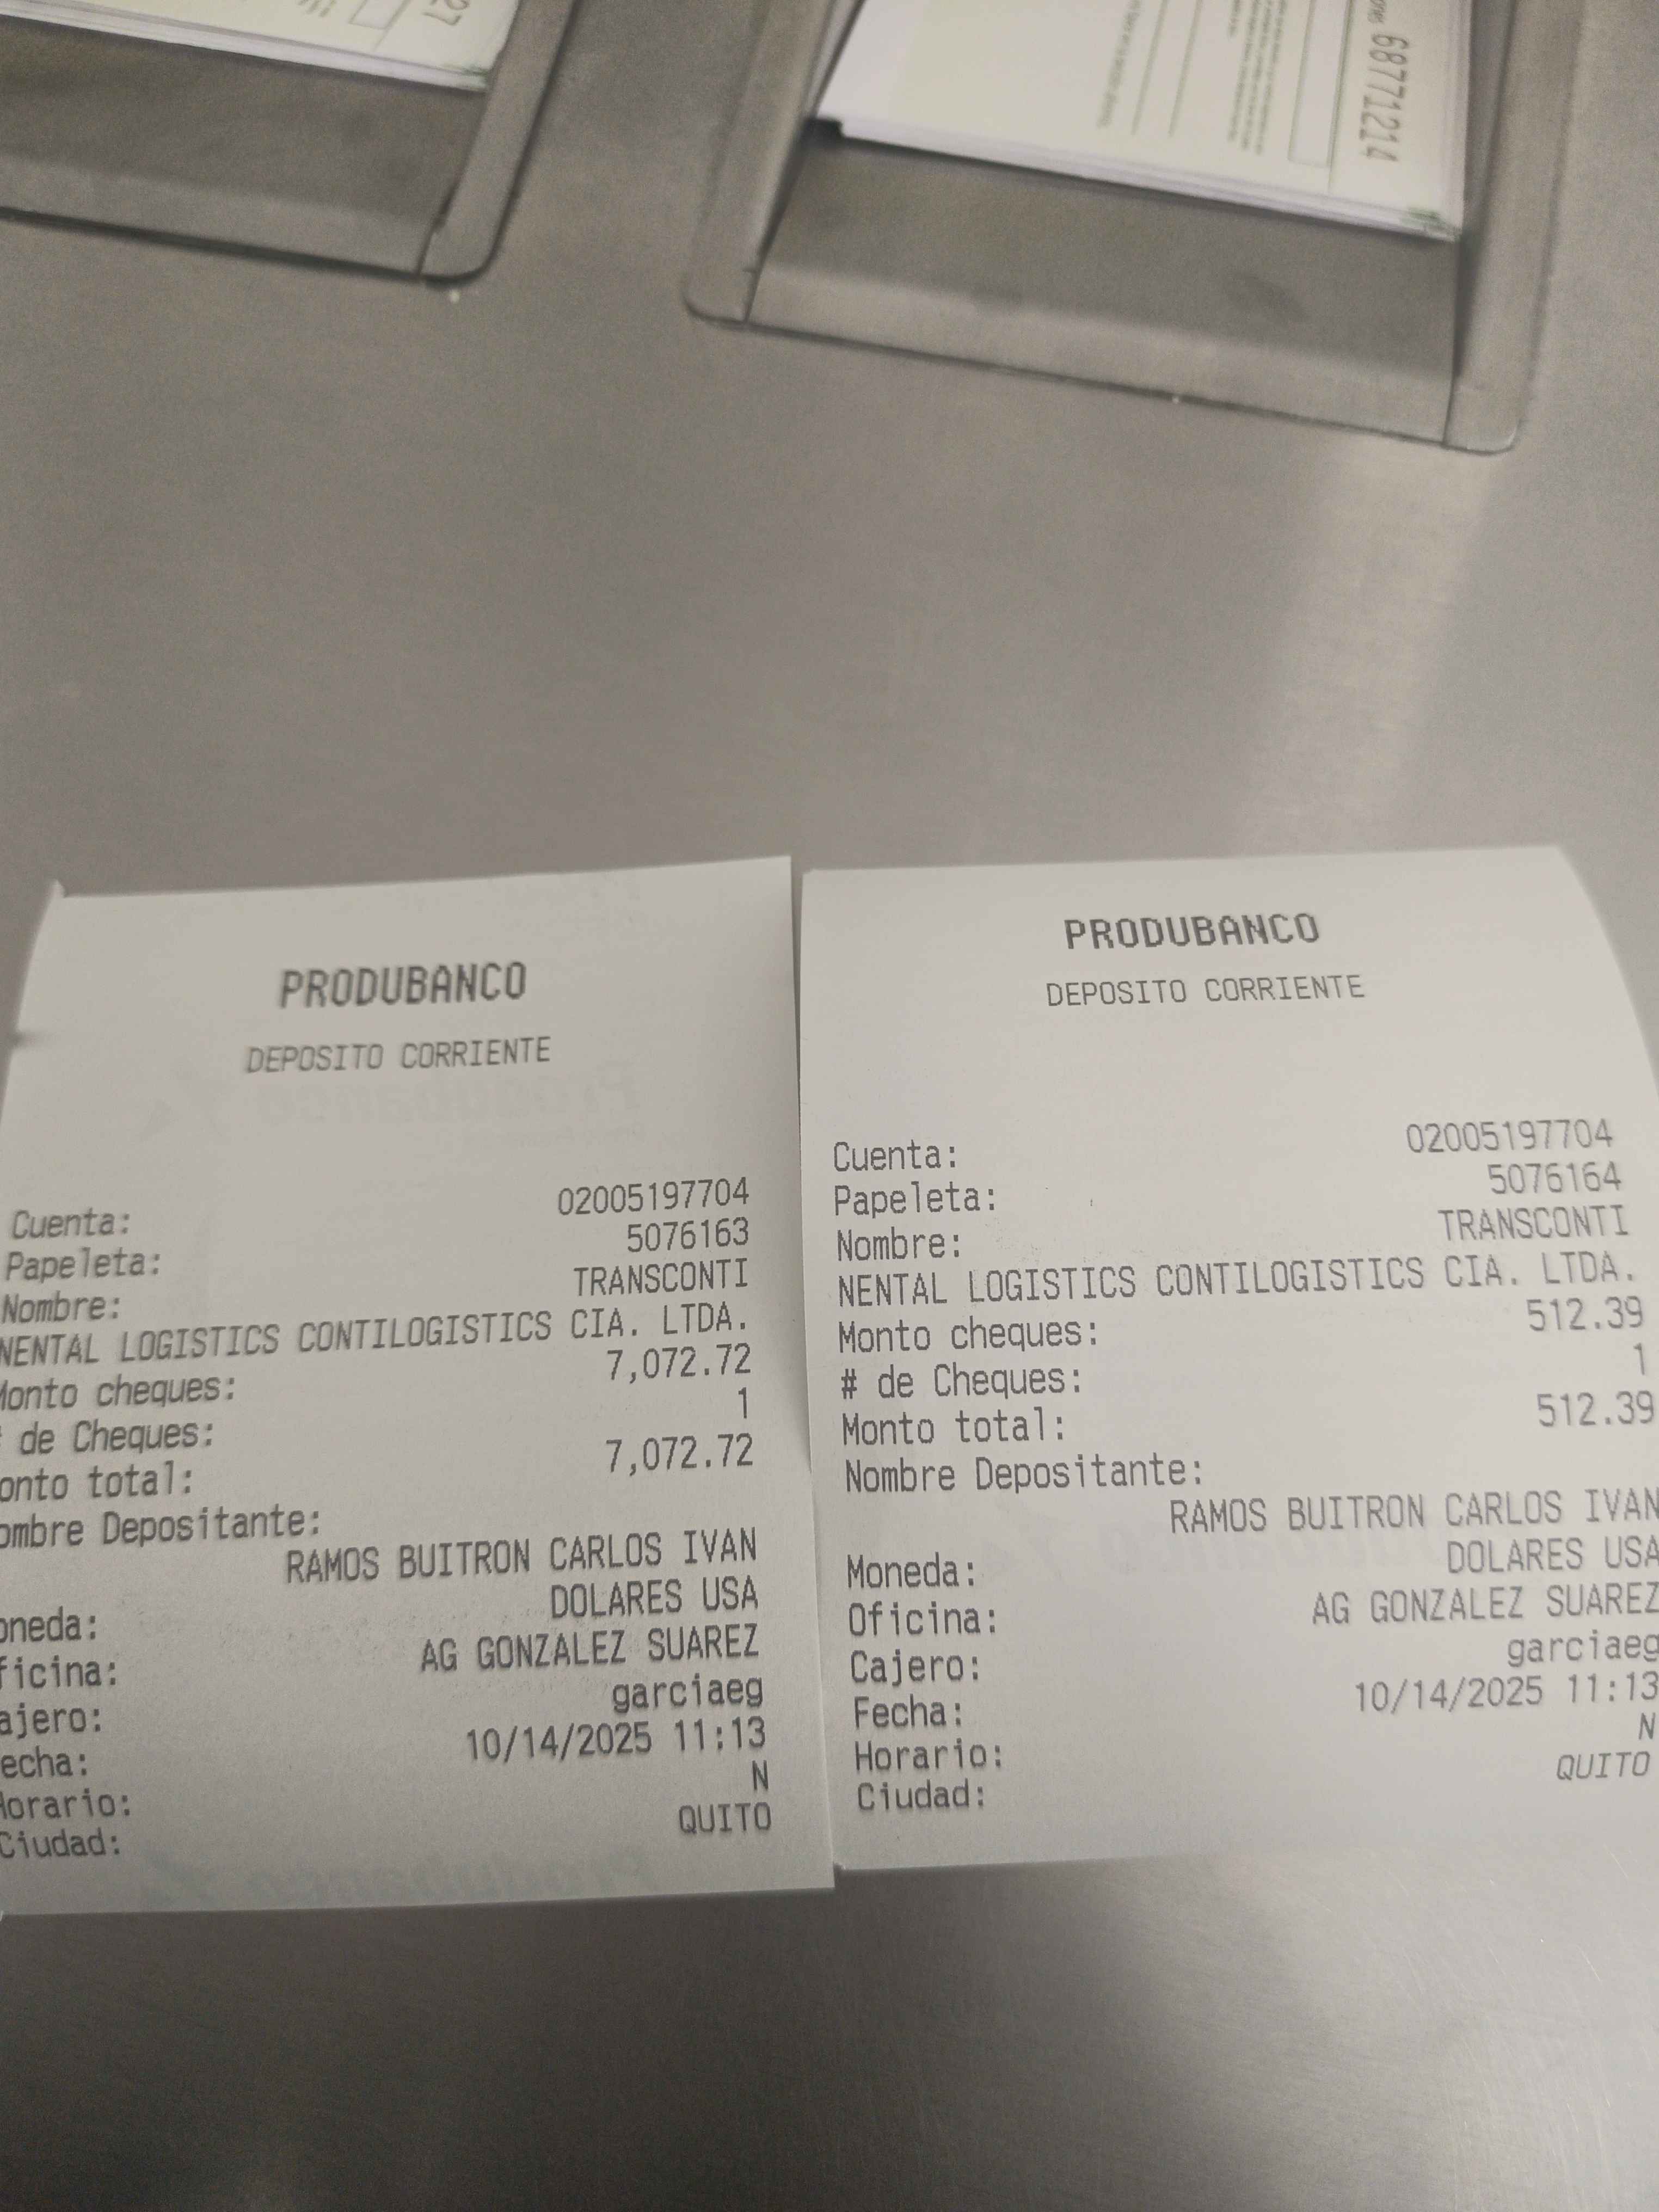 27
68771214
PRODUBANCO
DEPOSITO CORRIENTE
Cuenta: 02005197704
Papeleta: 5076163
Nombre: TRANSCONTI
NENTAL LOGISTICS CONTILOGISTICS CIA. LTDA.
Monto cheques: 7,072.72
# de Cheques: 1
onto total: 7,072.72
ombre Depositante:
RAMOS BUITRON CARLOS IVAN
oneda: DOLARES USA
ficina: AG GONZALEZ SUAREZ
ajero: garciaeg
echa: 10/14/2025 11:13
Horario: N
Ciudad: QUITO
PRODUBANCO
DEPOSITO CORRIENTE
Cuenta: 02005197704
Papeleta: 5076164
Nombre: TRANSCONTI
NENTAL LOGISTICS CONTILOGISTICS CIA. LTDA.
Monto cheques: 512.39
# de Cheques: 1
Monto total: 512.39
Nombre Depositante:
RAMOS BUITRON CARLOS IVAN
Moneda: DOLARES USA
Oficina: AG GONZALEZ SUAREZ
Cajero: garciaeg
Fecha: 10/14/2025 11:13
Horario: N
Ciudad: QUITO